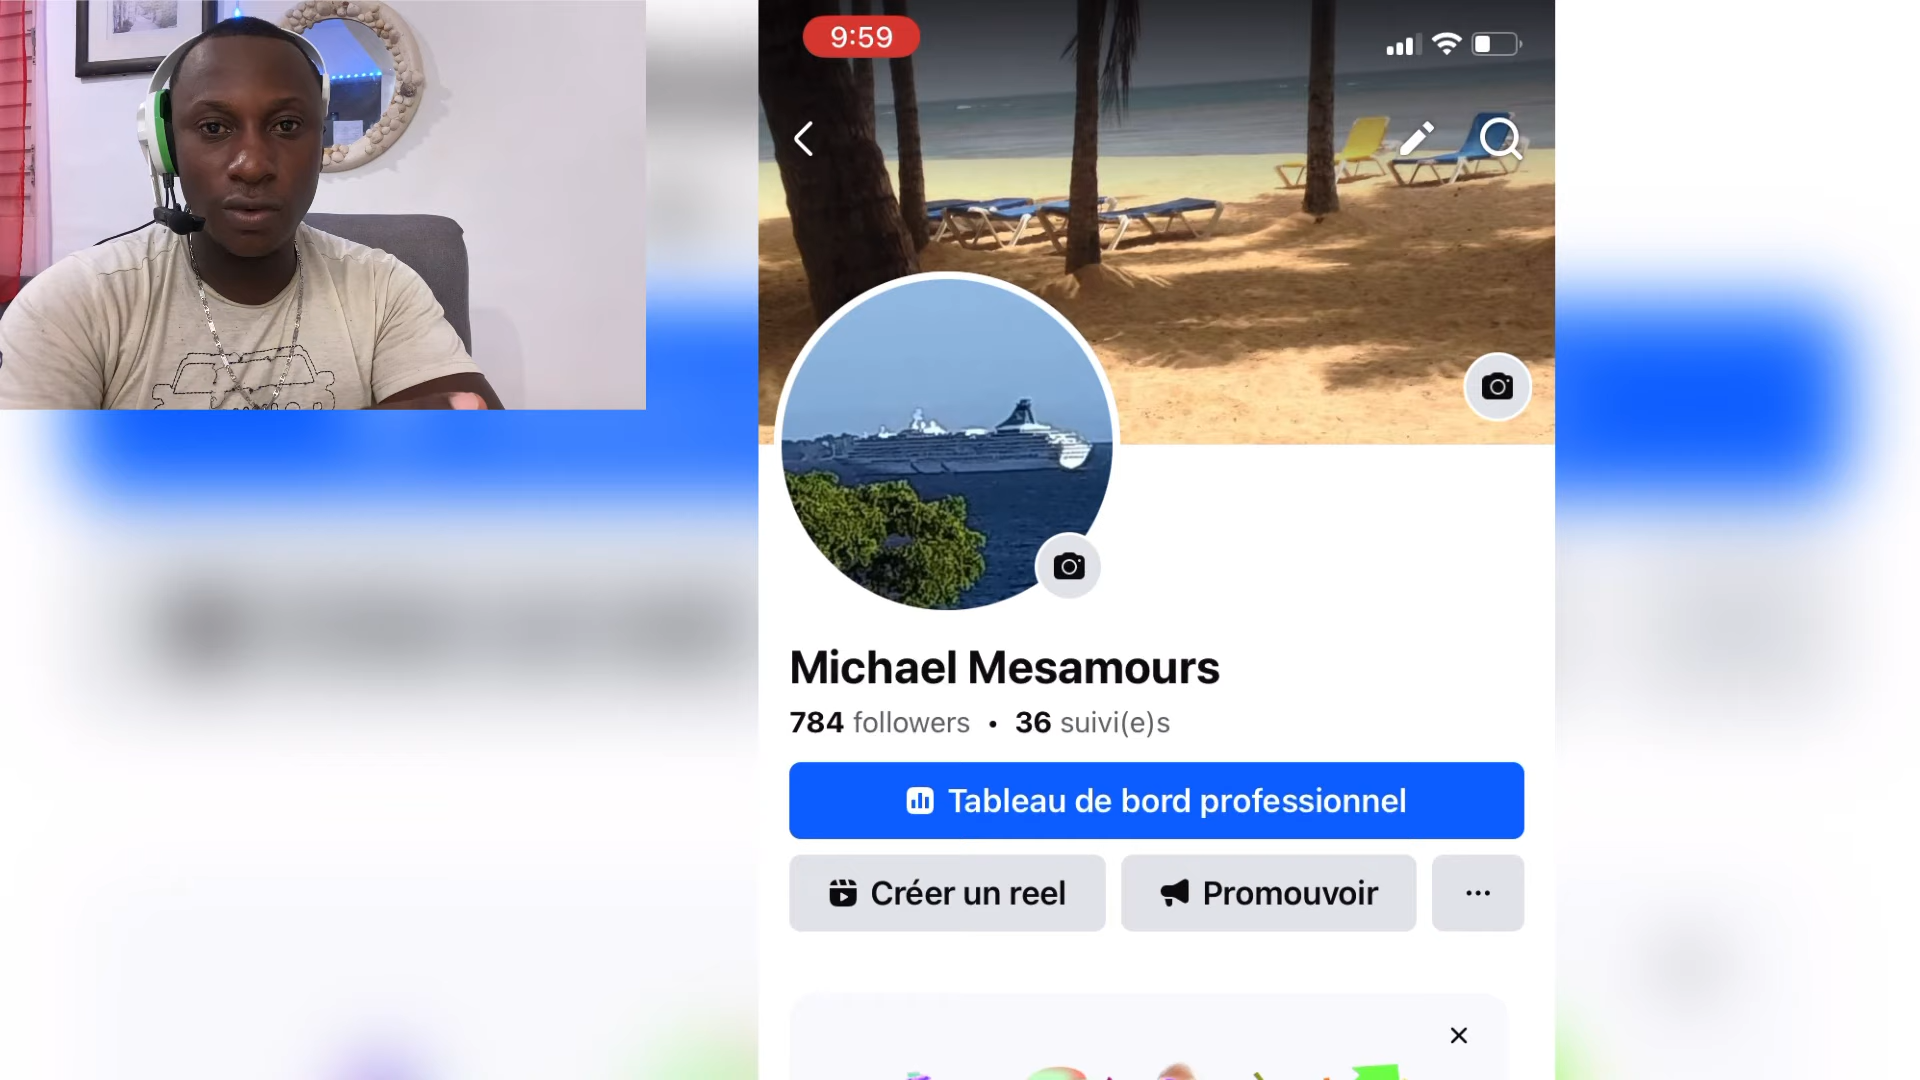 9:59
Michael Mesamours
784 followers • 36 suivi(e)s
Tableau de bord professionnel
Créer un reel
Promouvoir